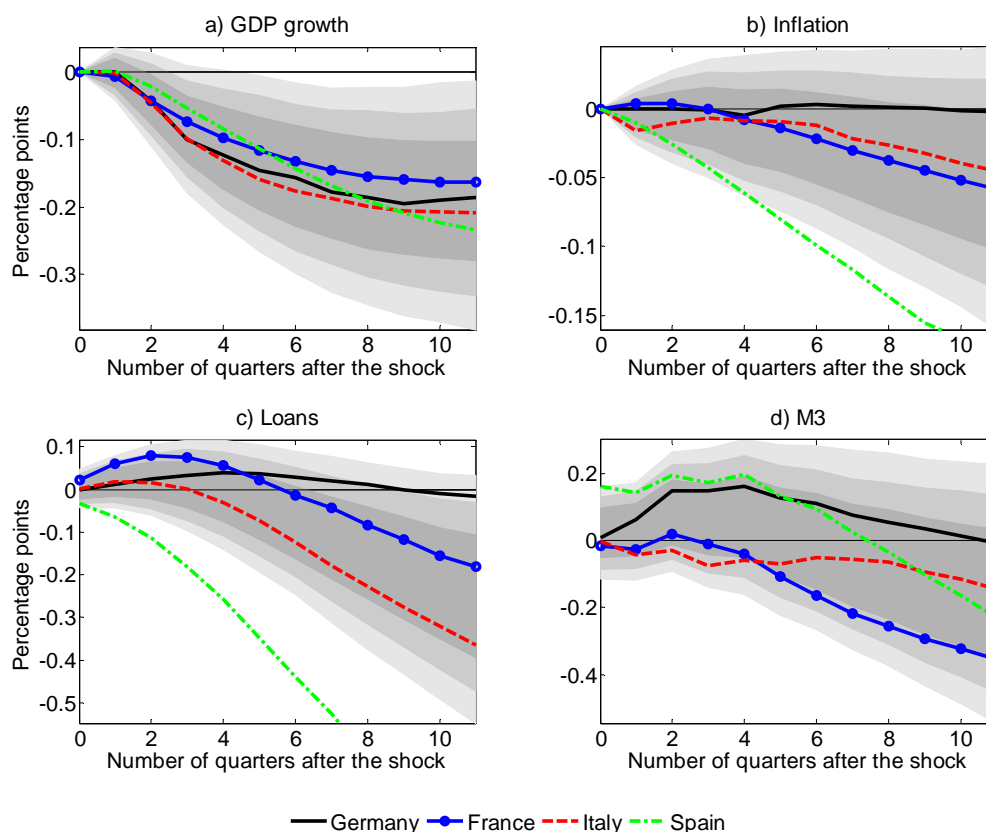 a) GDP growth
Percentage points
0
-0.1
-0.2
-0.3
0 2 4 6 8 10
Number of quarters after the shock
b) Inflation
0
-0.05
-0.1
-0.15
0 2 4 6 8 10
Number of quarters after the shock
c) Loans
Percentage points
0.1
0
-0.1
-0.2
-0.3
-0.4
-0.5
0 2 4 6 8 10
Number of quarters after the shock
d) M3
0.2
0
-0.2
-0.4
0 2 4 6 8 10
Number of quarters after the shock
Germany France Italy Spain